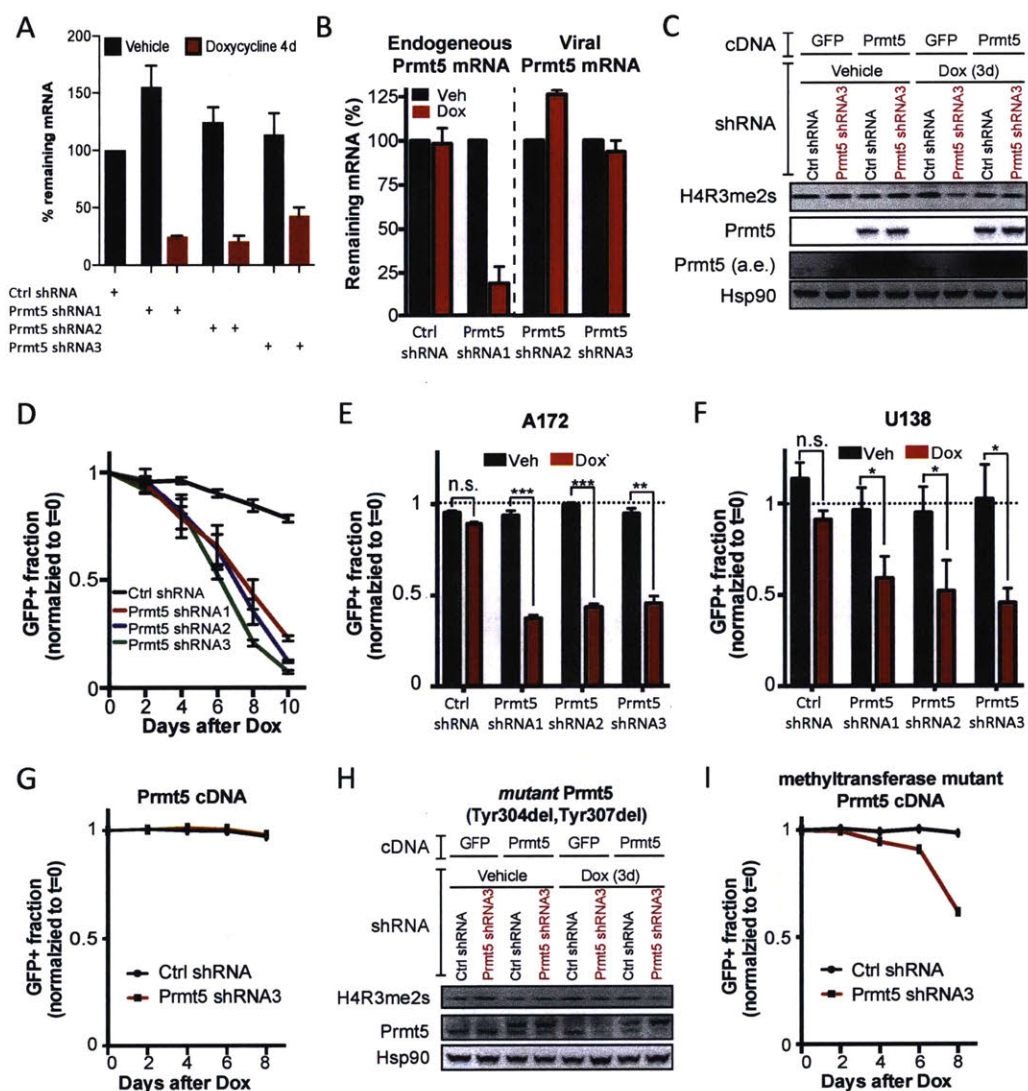 A
Vehicle
Doxycycline 4d
% remaining mRNA
200
150
100
50
0
Ctrl shRNA +
Prmt5 shRNA1 + +
Prmt5 shRNA2 + +
Prmt5 shRNA3 + +
B
Endogeneous Prmt5 mRNA
Viral Prmt5 mRNA
Veh
Dox
Remaining mRNA (%)
125
100
75
50
25
0
Ctrl shRNA
Prmt5 shRNA1
Prmt5 shRNA2
Prmt5 shRNA3
C
cDNA
GFP Prmt5 GFP Prmt5
Vehicle Dox (3d)
shRNA
Ctrl shRNA
Prmt5 shRNA3
Ctrl shRNA
Prmt5 shRNA3
Ctrl shRNA
Prmt5 shRNA3
Ctrl shRNA
Prmt5 shRNA3
H4R3me2s
Prmt5
Prmt5 (a.e.)
Hsp90
D
GFP+ fraction
(normalzied to t=0)
1
0.5
1
Ctrl shRNA
Prmt5 shRNA1
Prmt5 shRNA2
Prmt5 shRNA3
0 2 4 6 8 10
Days after Dox
E
A172
Veh
Dox`
GFP+ fraction
(normalzied to t=0)
1
0.5
1
n.s.
***
***
**
Ctrl shRNA
Prmt5 shRNA1
Prmt5 shRNA2
Prmt5 shRNA3
F
U138
n.s.
Veh
Dox
*
*
*
GFP+ fraction
(normalzied to t=0)
1
0.5
1
Ctrl shRNA
Prmt5 shRNA1
Prmt5 shRNA2
Prmt5 shRNA3
G
Prmt5 cDNA
GFP+ fraction
(normalzied to t=0)
1
1
Ctrl shRNA
Prmt5 shRNA3
0 2 4 6 8
Days after Dox
H
mutant Prmt5
(Tyr304del,Tyr307del)
cDNA
GFP Prmt5 GFP Prmt5
Vehicle Dox (3d)
shRNA
Ctrl shRNA
Prmt5 shRNA3
Ctrl shRNA
Prmt5 shRNA3
Ctrl shRNA
Prmt5 shRNA3
Ctrl shRNA
Prmt5 shRNA3
H4R3me2s
Prmt5
Hsp90
I
methyltransferase mutant
Prmt5 cDNA
GFP+ fraction
(normalzied to t=0)
1
1
Ctrl shRNA
Prmt5 shRNA3
0 2 4 6 8
Days after Dox